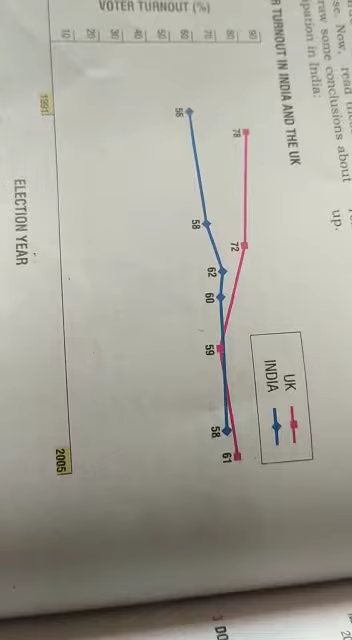 se. Now, read
raw some conclusions about
pation in India:
up.
R TURNOUT IN INDIA AND THE UK
UK
INDIA
VOTER TURNOUT (%)
90
80
70
60
50
40
30
20
10
78
72
56
58
62
60
59
58
61
1991
2005
ELECTION YEAR
3 DO